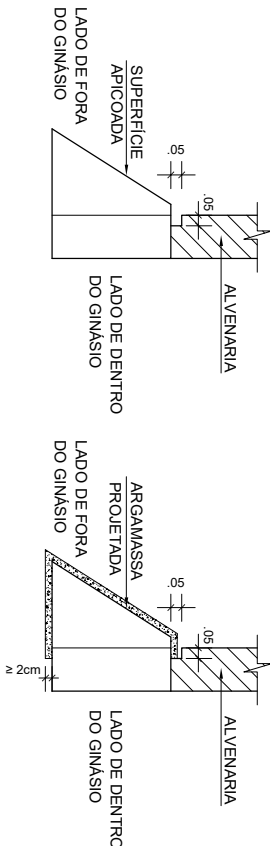 LADO DE FORA
DO GINÁSIO
SUPERFÍCIE
APICOADA
.05
.05
ALVENARIA
LADO DE DENTRO
DO GINÁSIO
LADO DE FORA
DO GINÁSIO
ARGAMASSA
PROJETADA
.05
.05
ALVENARIA
≥ 2cm
LADO DE DENTRO
DO GINÁSIO